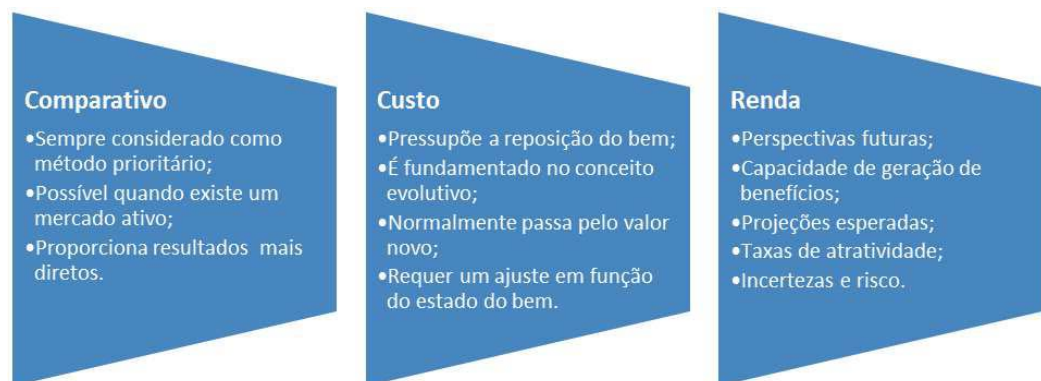 Comparativo
•Sempre considerado como
método prioritário;
•Possível quando existe um
mercado ativo;
•Proporciona resultados mais
diretos.
Custo
•Pressupõe a reposição do bem;
•É fundamentado no conceito
evolutivo;
•Normalmente passa pelo valor
novo;
•Requer um ajuste em função
do estado do bem.
Renda
•Perspectivas futuras;
•Capacidade de geração de
benefícios;
•Projeções esperadas;
•Taxas de atratividade;
•Incertezas e risco.